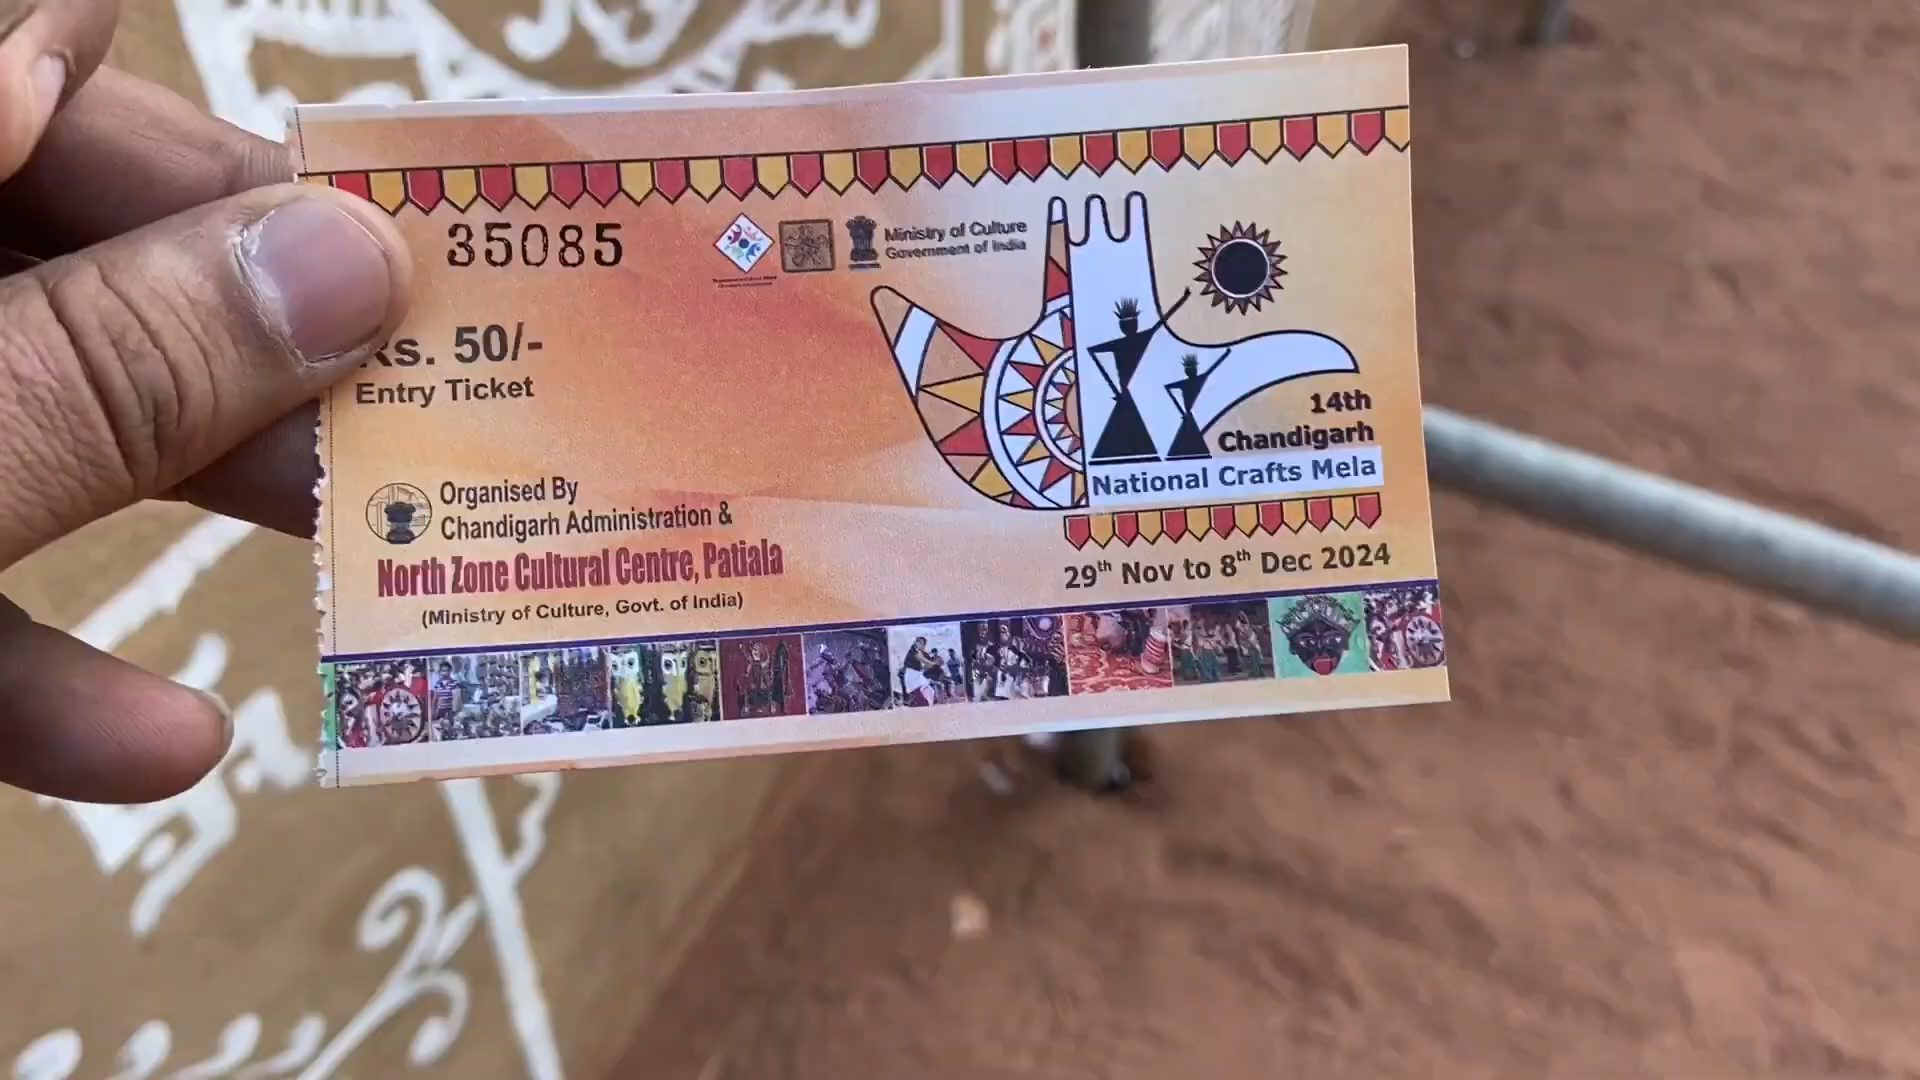 35085
Ministry of Culture
Government of India
Rs. 50/-
Entry Ticket
14th
Chandigarh
National Crafts Mela
Organised By
Chandigarh Administration &
North Zone Cultural Centre, Patiala
(Ministry of Culture, Govt. of India)
29th Nov to 8th Dec 2024